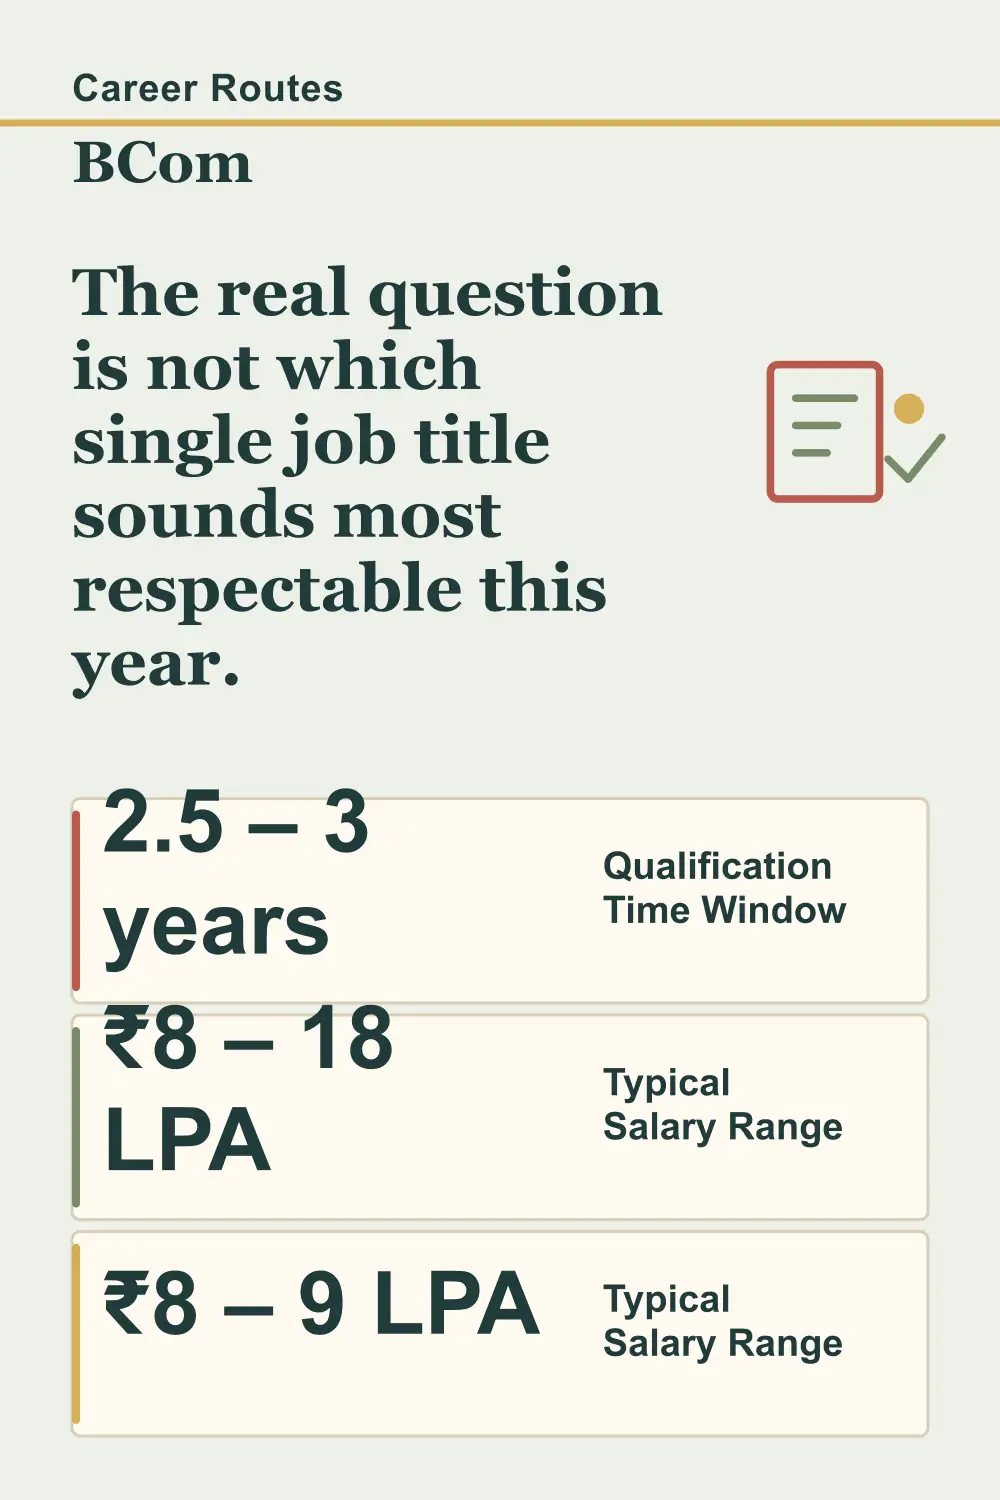 Career Routes
BCom
The real question
is not which
single job title
sounds most
respectable this
year.
2.5 – 3
years
Qualification
Time Window
₹8 – 18
LPA
Typical
Salary Range
₹8 – 9 LPA
Typical
Salary Range